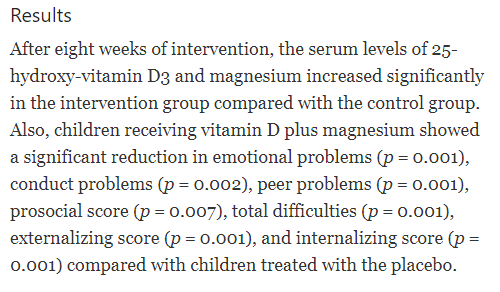 Results
After eight weeks of intervention, the serum levels of 25-
hydroxy-vitamin D3 and magnesium increased significantly
in the intervention group compared with the control group.
Also, children receiving vitamin D plus magnesium showed
a significant reduction in emotional problems (p = 0.001),
conduct problems (p = 0.002), peer problems (p = 0.001),
prosocial score (p = 0.007), total difficulties (p = 0.001),
externalizing score (p = 0.001), and internalizing score (p =
0.001) compared with children treated with the placebo.